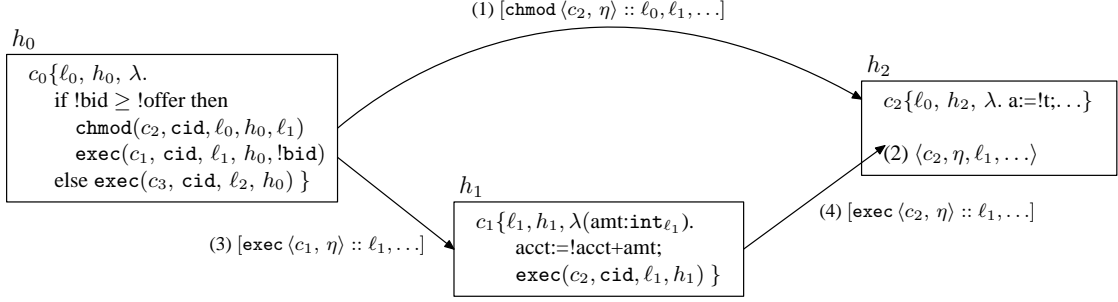 (1) [chmod ⟨c₂, η⟩ :: ℓ₀, ℓ₁, . . .]
h₀
c₀{ℓ₀, h₀, λ.
if !bid ≥ !offer then
chmod(c₂, cid, ℓ₀, h₀, ℓ₁)
exec(c₁, cid, ℓ₁, h₀, !bid)
else exec(c₃, cid, ℓ₂, h₀) }
h₂
c₂{ℓ₀, h₂, λ. a:=!t;. . .}
(2) ⟨c₂, η, ℓ₁, . . .⟩
(3) [exec ⟨c₁, η⟩ :: ℓ₁, . . .]
h₁
c₁{ℓ₁, h₁, λ(amt:int_ℓ₁).
acct:=!acct+amt;
exec(c₂, cid, ℓ₁, h₁) }
(4) [exec ⟨c₂, η⟩ :: ℓ₁, . . .]